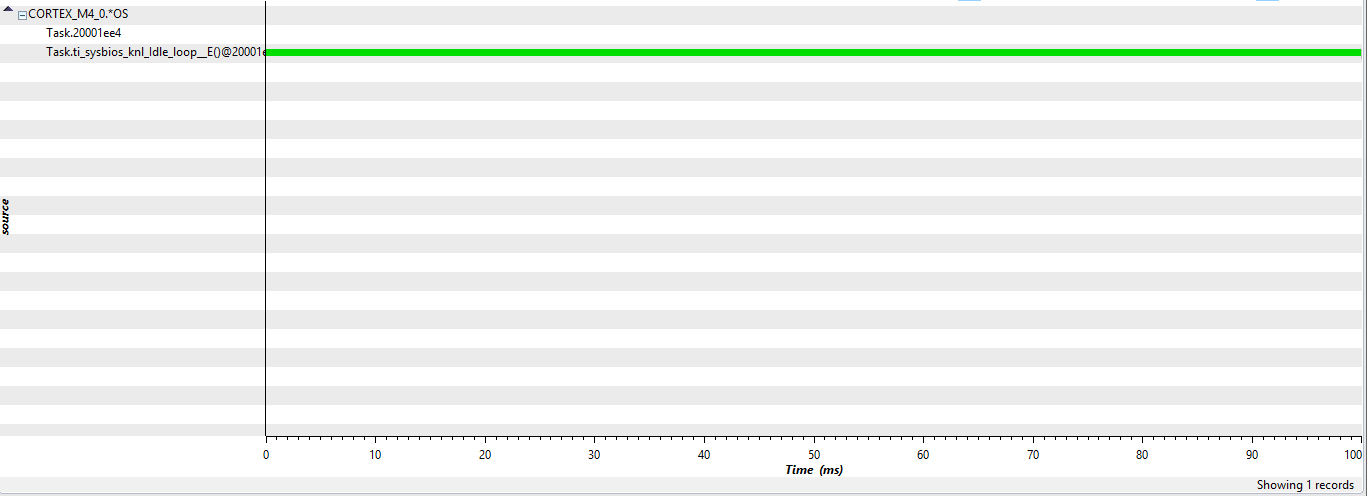 CORTEX_M4_0.*OS
Task.20001ee4
Task.ti_sysbios_knl_Idle_loop__E()@20001e
source
0 10 20 30 40 50 60 70 80 90 100
Time (ms)
Showing 1 records